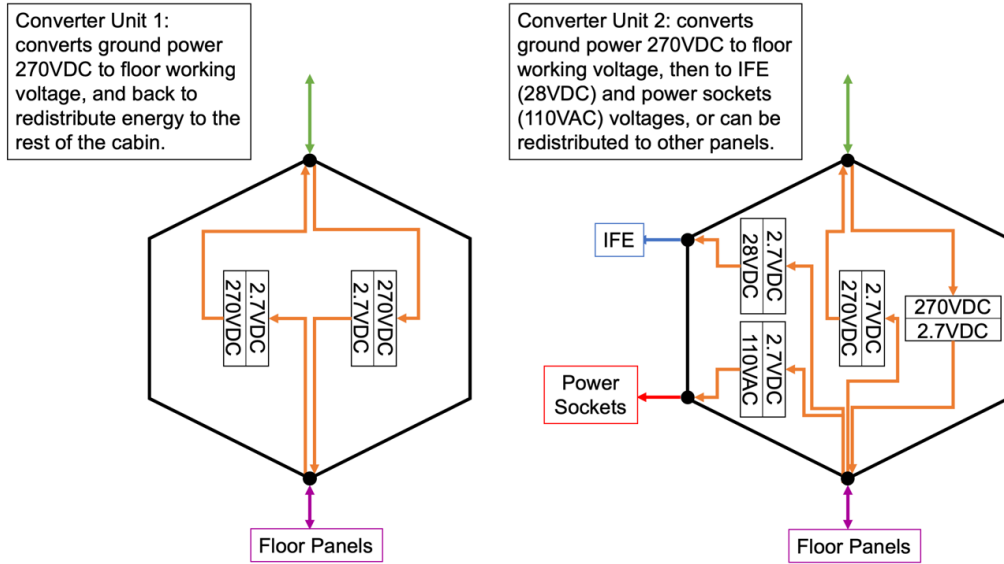 Converter Unit 1:
converts ground power
270VDC to floor working
voltage, and back to
redistribute energy to the
rest of the cabin.
2.7VDC
270VDC
270VDC
2.7VDC
Floor Panels
Converter Unit 2: converts
ground power 270VDC to floor
working voltage, then to IFE
(28VDC) and power sockets
(110VAC) voltages, or can be
redistributed to other panels.
IFE
2.7VDC
28VDC
2.7VDC
270VDC
270VDC
2.7VDC
2.7VDC
110VAC
Power
Sockets
Floor Panels